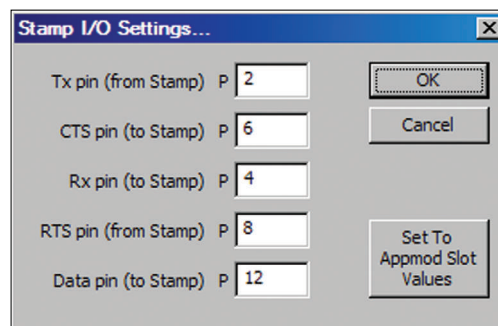 Stamp I/O Settings...
Tx pin (from Stamp) P 2
OK
CTS pin (to Stamp) P 6
Cancel
Rx pin (to Stamp) P 4
RTS pin (from Stamp) P 8
Data pin (to Stamp) P 12
Set To
Appmod Slot
Values